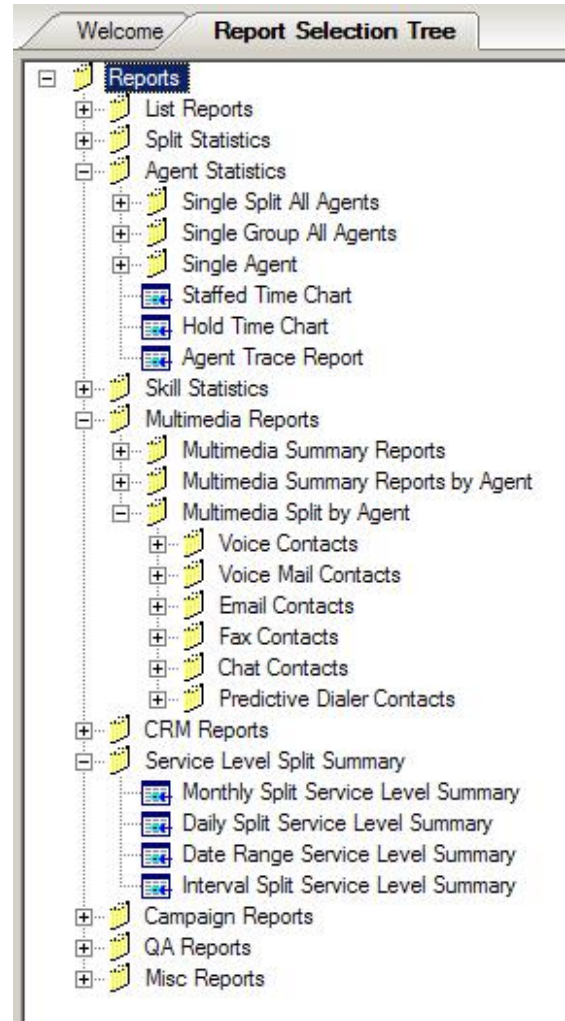 Welcome Report Selection Tree
Reports
List Reports
Split Statistics
Agent Statistics
Single Split All Agents
Single Group All Agents
Single Agent
Staffed Time Chart
Hold Time Chart
Agent Trace Report
Skill Statistics
Multimedia Reports
Multimedia Summary Reports
Multimedia Summary Reports by Agent
Multimedia Split by Agent
Voice Contacts
Voice Mail Contacts
Email Contacts
Fax Contacts
Chat Contacts
Predictive Dialer Contacts
CRM Reports
Service Level Split Summary
Monthly Split Service Level Summary
Daily Split Service Level Summary
Date Range Service Level Summary
Interval Split Service Level Summary
Campaign Reports
QA Reports
Misc Reports